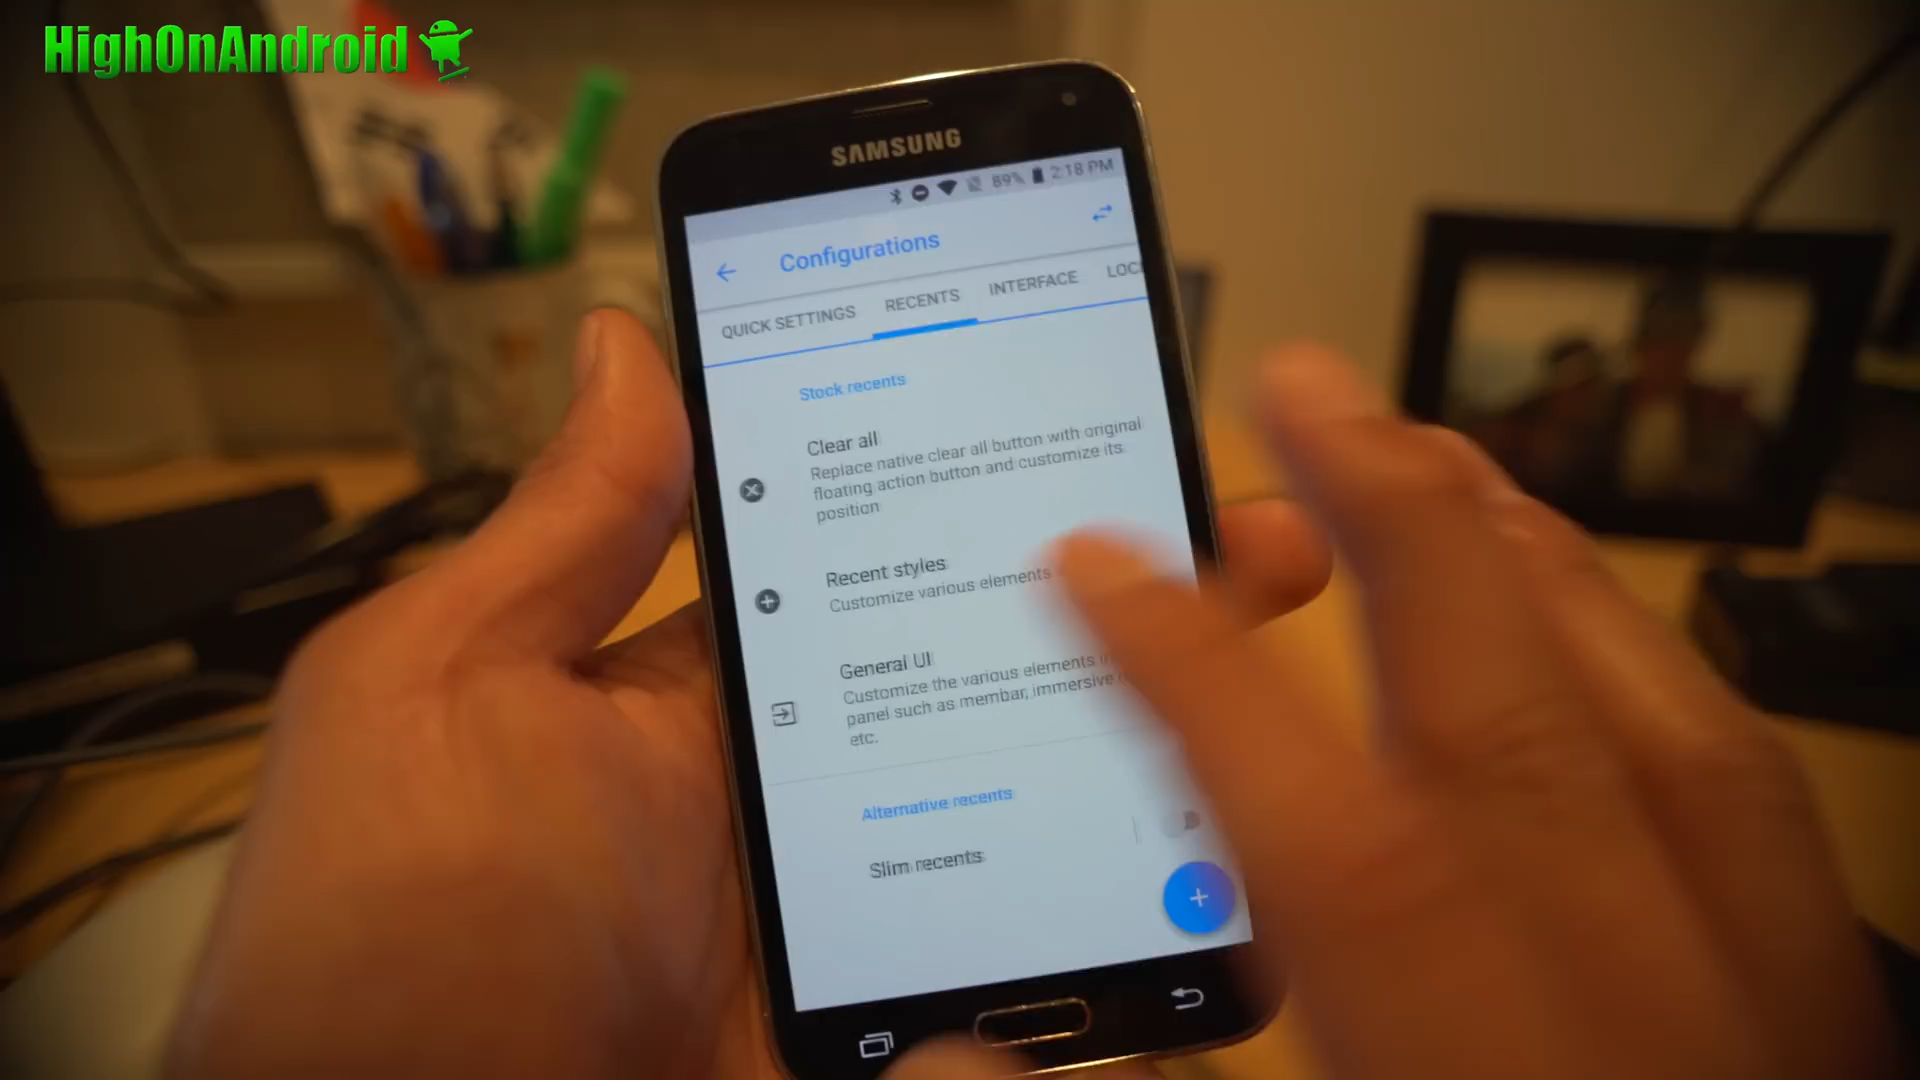 HighOnAndroid
SAMSUNG
89% 2:18 PM
Configurations
QUICK SETTINGS RECENTS INTERFACE
Stock recents
Clear all
Replace native clear all button with original
floating action button and customize its
position
Recent styles
Customize various elements
General UI
Customize the various elements
panel such as membar, immersive
etc.
Alternative recents
Slim recents